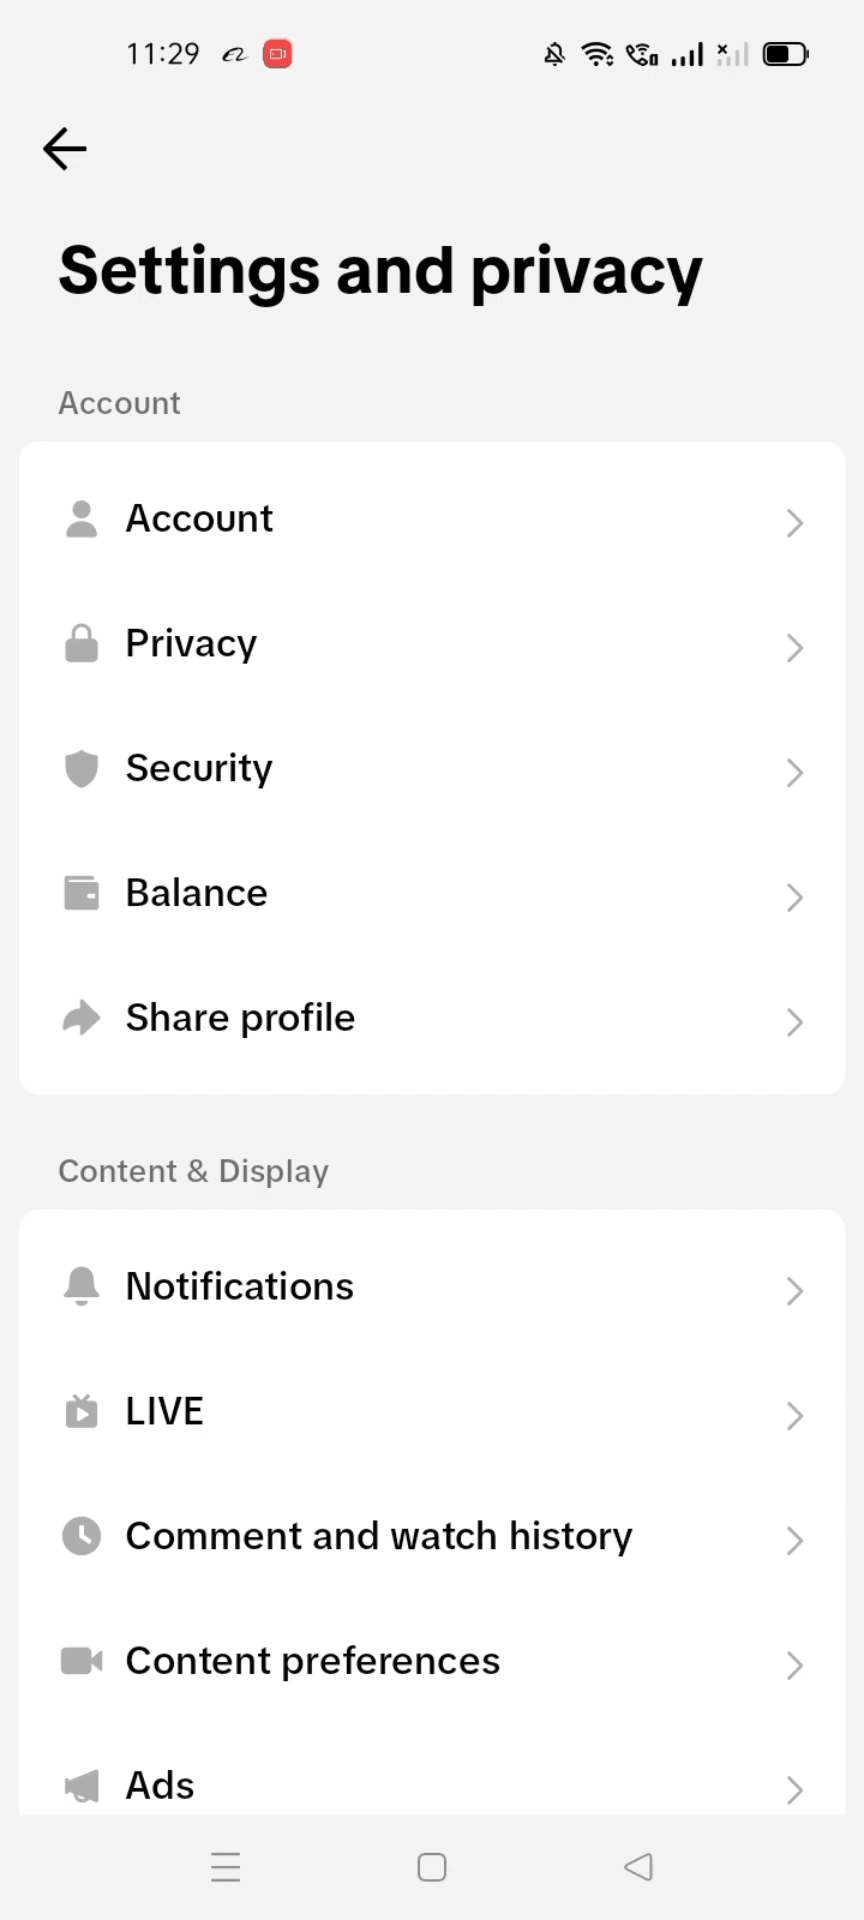 11:29
Settings and privacy
Account
Account
Privacy
Security
Balance
Share profile
Content & Display
Notifications
LIVE
Comment and watch history
Content preferences
Ads